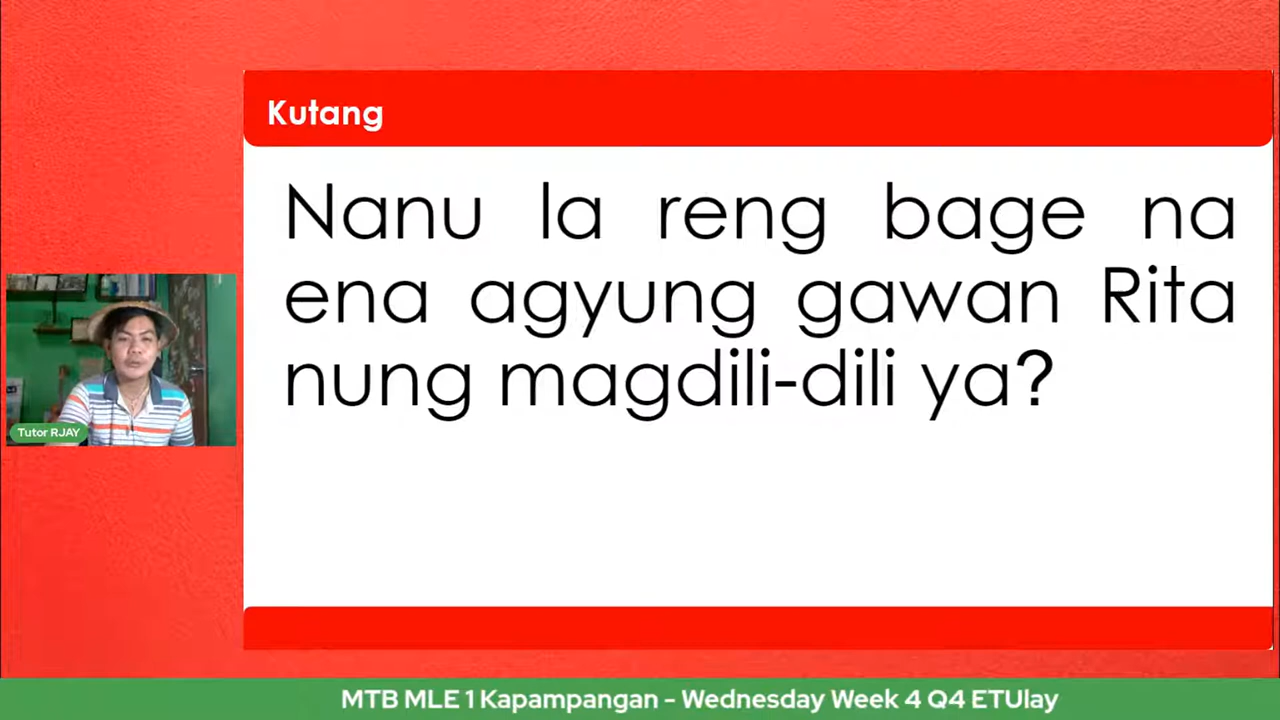 Kutang
Nanu la reng bage na
ena agyung gawan Rita
nung magdili-dili ya?
Tutor RJAY
MTB MLE 1 Kapampangan - Wednesday Week 4 Q4 ETUlay